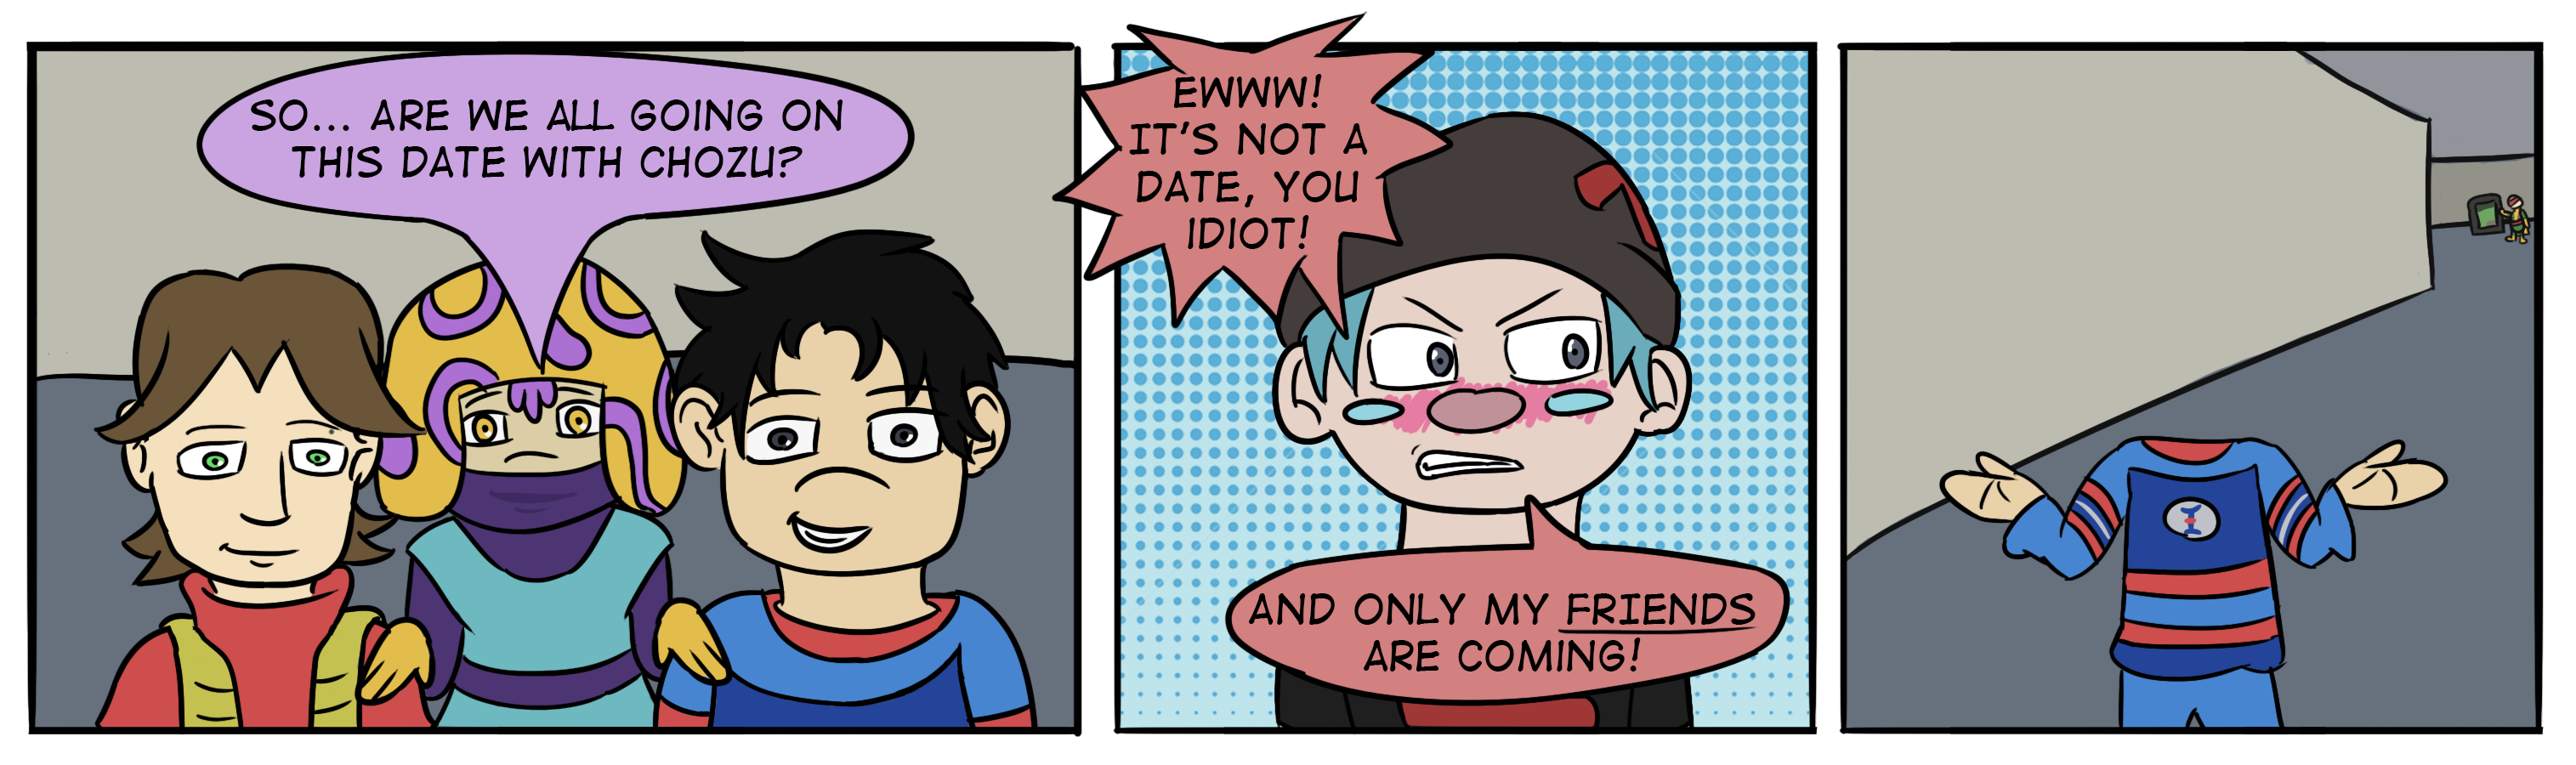 SO... ARE WE ALL GOING ON
THIS DATE WITH CHOZU?
EWWW!
IT'S NOT A
DATE, YOU
IDIOT!
AND ONLY MY FRIENDS
ARE COMING!